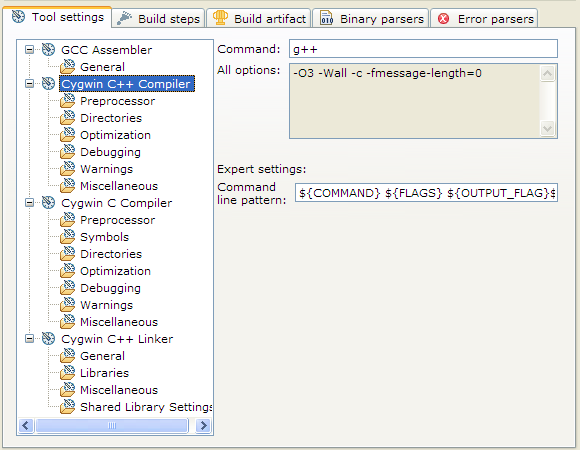 Tool settings Build steps Build artifact Binary parsers Error parsers
GCC Assembler
General
Cygwin C++ Compiler
Preprocessor
Directories
Optimization
Debugging
Warnings
Miscellaneous
Cygwin C Compiler
Preprocessor
Symbols
Directories
Optimization
Debugging
Warnings
Miscellaneous
Cygwin C++ Linker
General
Libraries
Miscellaneous
Shared Library Settings
Command: g++
All options: -O3 -Wall -c -fmessage-length=0
Expert settings:
Command
line pattern: ${COMMAND} ${FLAGS} ${OUTPUT_FLAG}$